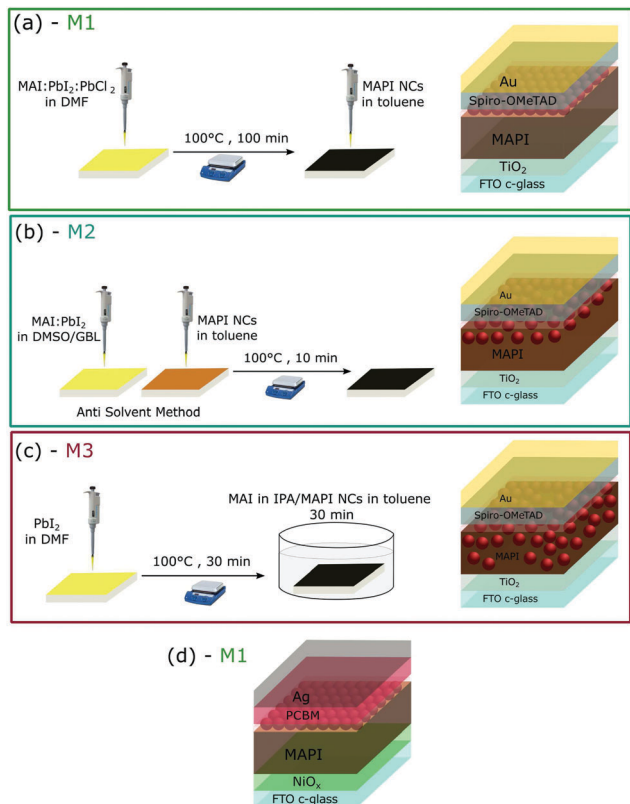 (a) - M1
MAI:PbI₂:PbCl₂
in DMF
100°C , 100 min
MAPI NCs
in toluene
Au
Spiro-OMeTAD
MAPI
TiO₂
FTO c-glass
(b) - M2
MAI:PbI₂
in DMSO/GBL
MAPI NCs
in toluene
100°C , 10 min
Anti Solvent Method
Au
Spiro-OMeTAD
MAPI
TiO₂
FTO c-glass
(c) - M3
PbI₂
in DMF
100°C , 30 min
MAI in IPA/MAPI NCs in toluene
30 min
Au
Spiro-OMeTAD
MAPI
TiO₂
FTO c-glass
(d) - M1
Ag
PCBM
MAPI
NiOₓ
FTO c-glass